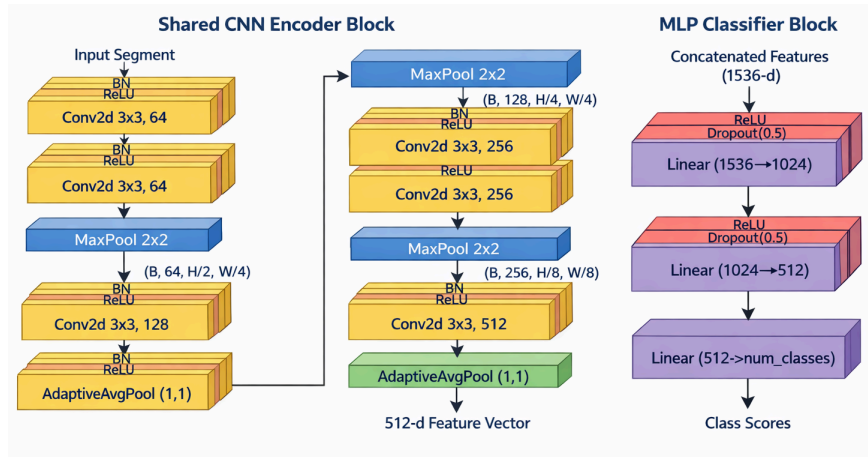 Shared CNN Encoder Block
Input Segment
BN
ReLU
Conv2d 3x3, 64
BN
ReLU
Conv2d 3x3, 64
MaxPool 2x2
(B, 64, H/2, W/4)
BN
ReLU
Conv2d 3x3, 128
BN
ReLU
AdaptiveAvgPool (1,1)
MaxPool 2x2
(B, 128, H/4, W/4)
BN
ReLU
Conv2d 3x3, 256
ReLU
Conv2d 3x3, 256
MaxPool 2x2
(B, 256, H/8, W/8)
BN
ReLU
Conv2d 3x3, 512
AdaptiveAvgPool (1,1)
512-d Feature Vector
MLP Classifier Block
Concatenated Features
(1536-d)
ReLU
Dropout(0.5)
Linear (1536→1024)
ReLU
Dropout(0.5)
Linear (1024→512)
Linear (512->num_classes)
Class Scores